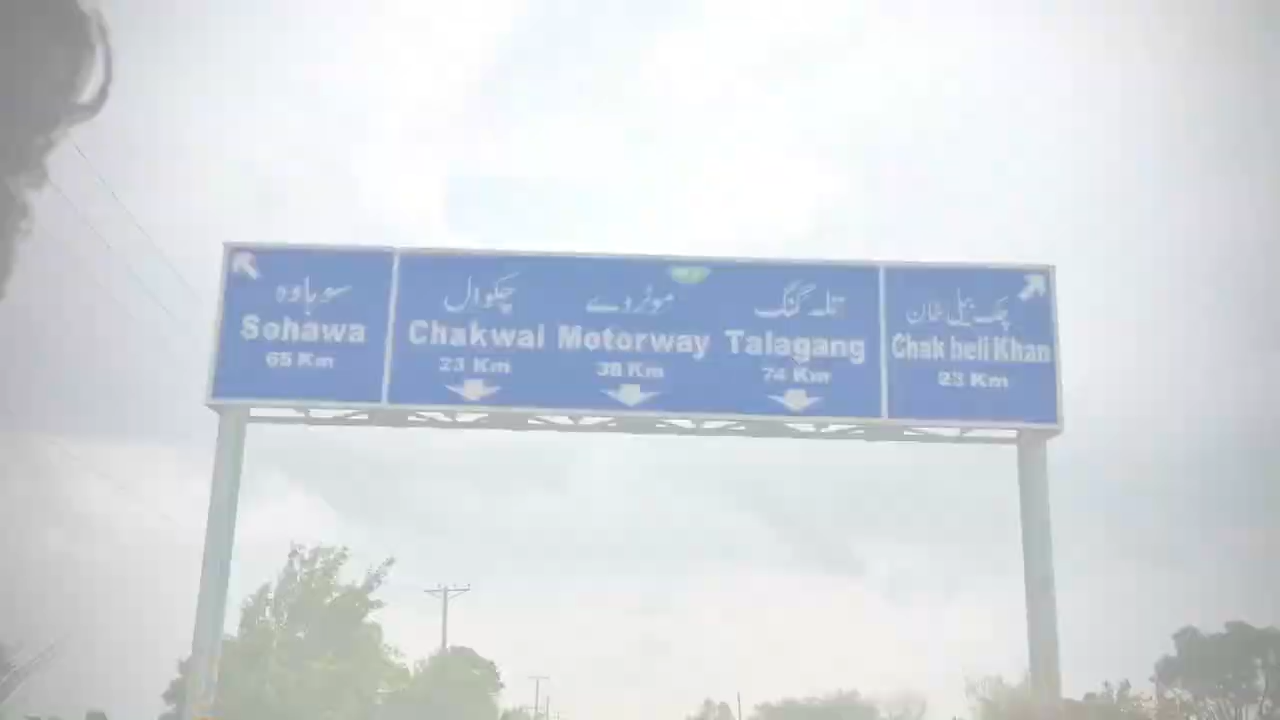 سوہاوہ
Sohawa
65 Km
چکوال
Chakwal
23 Km
موٹروے
Motorway
38 Km
تلہ گنگ
Talagang
74 Km
چک بیلی خان
Chak beli Khan
23 Km